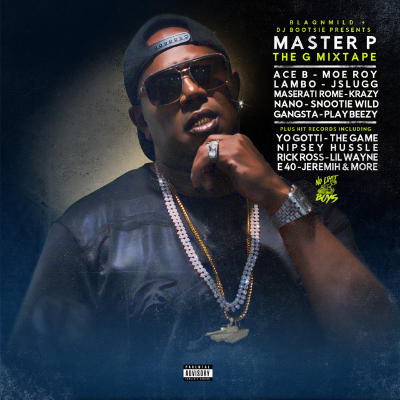 BLAQNMILD +
DJ BOOTSIE PRESENTS
MASTER P
THE G MIXTAPE
ACE B - MOE ROY
LAMBO - JSLUGG
MASERATI ROME - KRAZY
NANO - SNOOTIE WILD
GANGSTA - PLAYBEEZY
PLUS HIT RECORDS INCLUDING
YO GOTTI - THE GAME
NIPSEY HUSSLE
RICK ROSS - LIL WAYNE
E 40 - JEREMIH & MORE
NO LIMIT
BOYS
PARENTAL
ADVISORY
EXPLICIT CONTENT